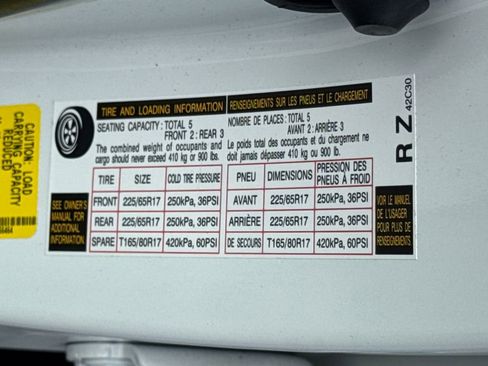 CAUTION: LOAD
CARRYING CAPACITY
REDUCED
TIRE AND LOADING INFORMATION
SEATING CAPACITY: TOTAL 5
FRONT 2 : REAR 3
The combined weight of occupants and
cargo should never exceed 410 kg or 900 lbs.
TIRE SIZE COLD TIRE PRESSURE
FRONT 225/65R17 250kPa, 36PSI
REAR 225/65R17 250kPa, 36PSI
SPARE T165/80R17 420kPa, 60PSI
SEE OWNER'S
MANUAL FOR
ADDITIONAL
INFORMATION
RENSEIGNEMENTS SUR LES PNEUS ET LE CHARGEMENT
NOMBRE DE PLACES: TOTAL 5
AVANT 2 : ARRIÈRE 3
Le poids total des occupants et du chargement ne
doit jamais dépasser 410 kg ou 900 lb.
PNEU DIMENSIONS PRESSION DES
PNEUS À FROID
AVANT 225/65R17 250kPa, 36PSI
ARRIÈRE 225/65R17 250kPa, 36PSI
DE SECOURS T165/80R17 420kPa, 60PSI
VOIR LE MANUEL
DE L'USAGER
POUR PLUS DE
RENSEIGNEMENTS
R Z 42C30